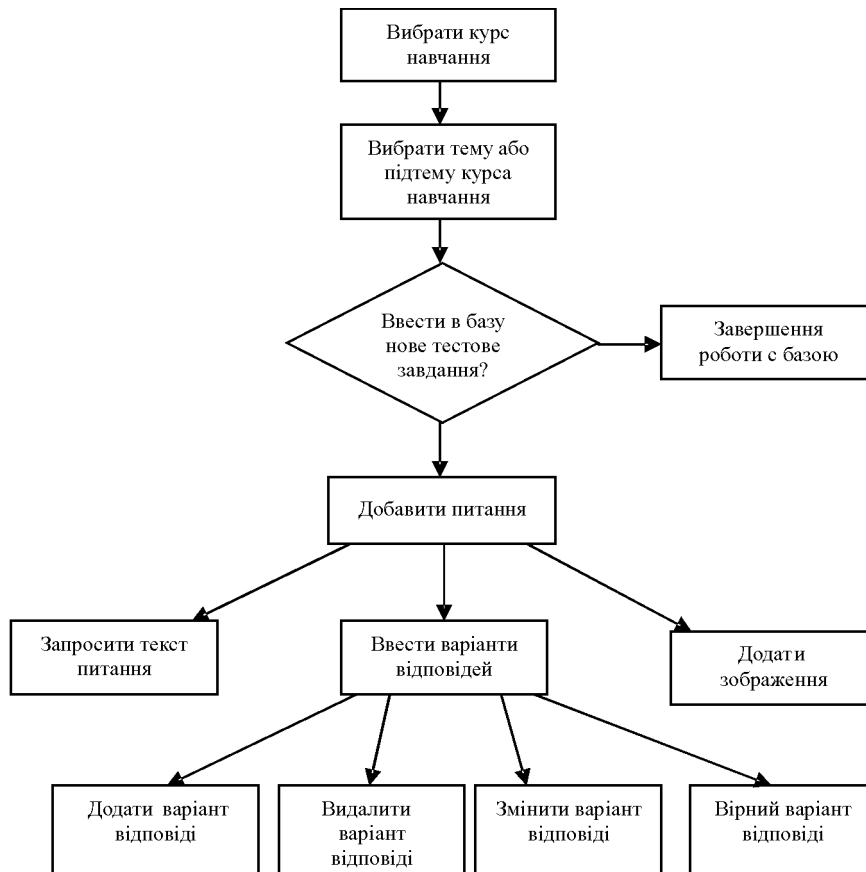 Вибрати курс
навчання
Вибрати тему або
підтему курса
навчання
Ввести в базу
нове тестове
завдання?
Завершення
роботи с базою
Добавити питання
Запросити текст
питання
Ввести варіанти
відповідей
Додати
зображення
Додати варіант
відповіді
Видалити
варіант
відповіді
Змінити варіант
відповіді
Вірний варіант
відповіді